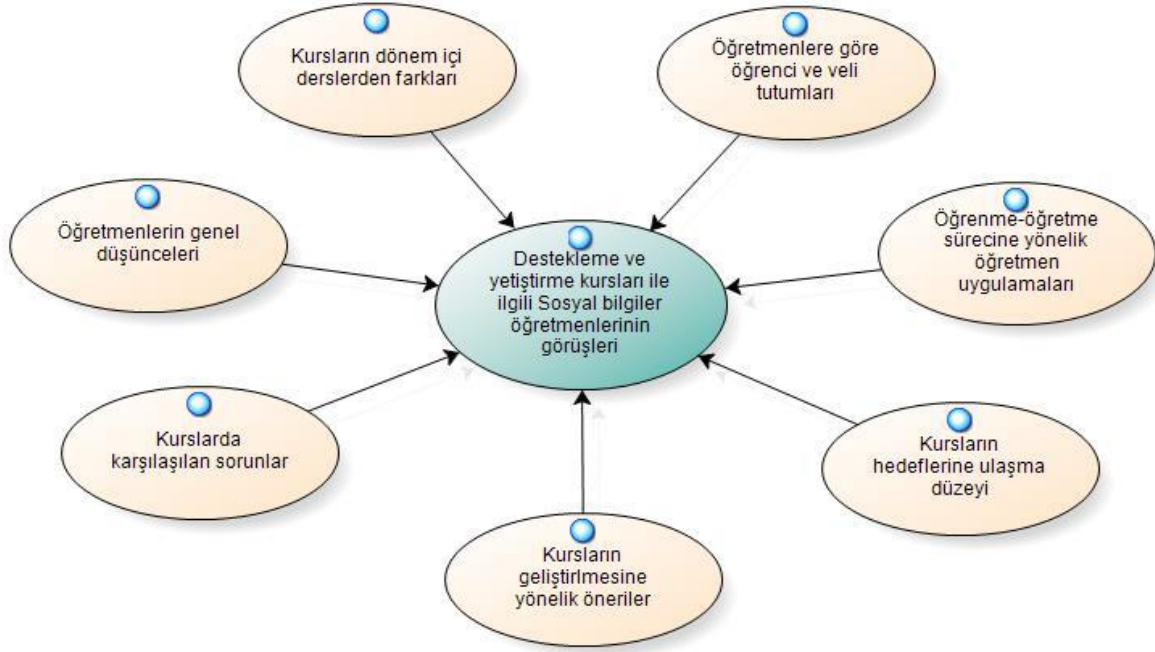 Kursların dönem içi
derslerden farkları
Öğretmenlere göre
öğrenci ve veli
tutumları
Öğretmenlerin genel
düşünceleri
Öğrenme-öğretme
sürecine yönelik
öğretmen
uygulamaları
Destekleme ve
yetiştirme kursları ile
ilgili Sosyal bilgiler
öğretmenlerinin
görüşleri
Kurslarda
karşılaşılan sorunlar
Kursların
hedeflerine ulaşma
düzeyi
Kursların
geliştirlmesine
yönelik öneriler